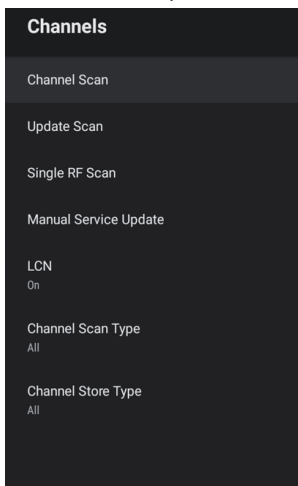 Channels
Channel Scan
Update Scan
Single RF Scan
Manual Service Update
LCN
On
Channel Scan Type
All
Channel Store Type
All